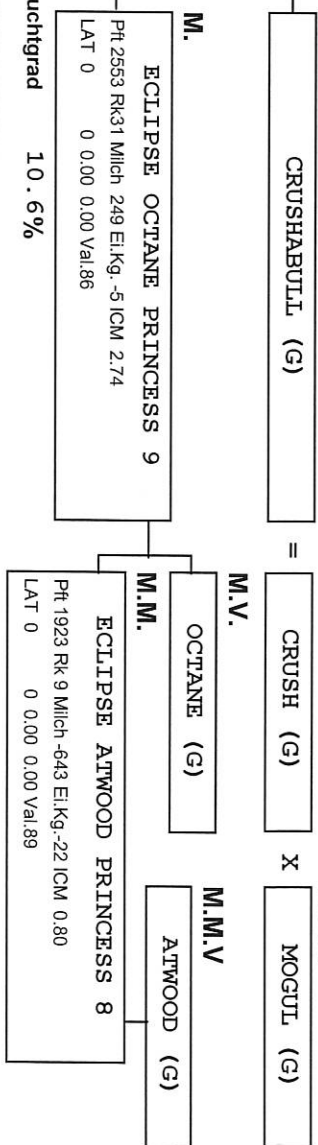 CRUSHABULL (G)
=
CRUSH (G)
X
MOGUL (G)
M.
ECLIPSE OCTANE PRINCESS 9
Pft 2553 Rk31 Milch 249 Ei.Kg. -5 ICM 2.74
LAT 0 0 0.00 0.00 Val.86
M.V.
OCTANE (G)
M.M.
ECLIPSE ATWOOD PRINCESS 8
Pft 1923 Rk 9 Milch -643 Ei.Kg.-22 ICM 0.80
LAT 0 0 0.00 0.00 Val.89
M.M.V
ATWOOD (G)
uchtgrad 10.6%